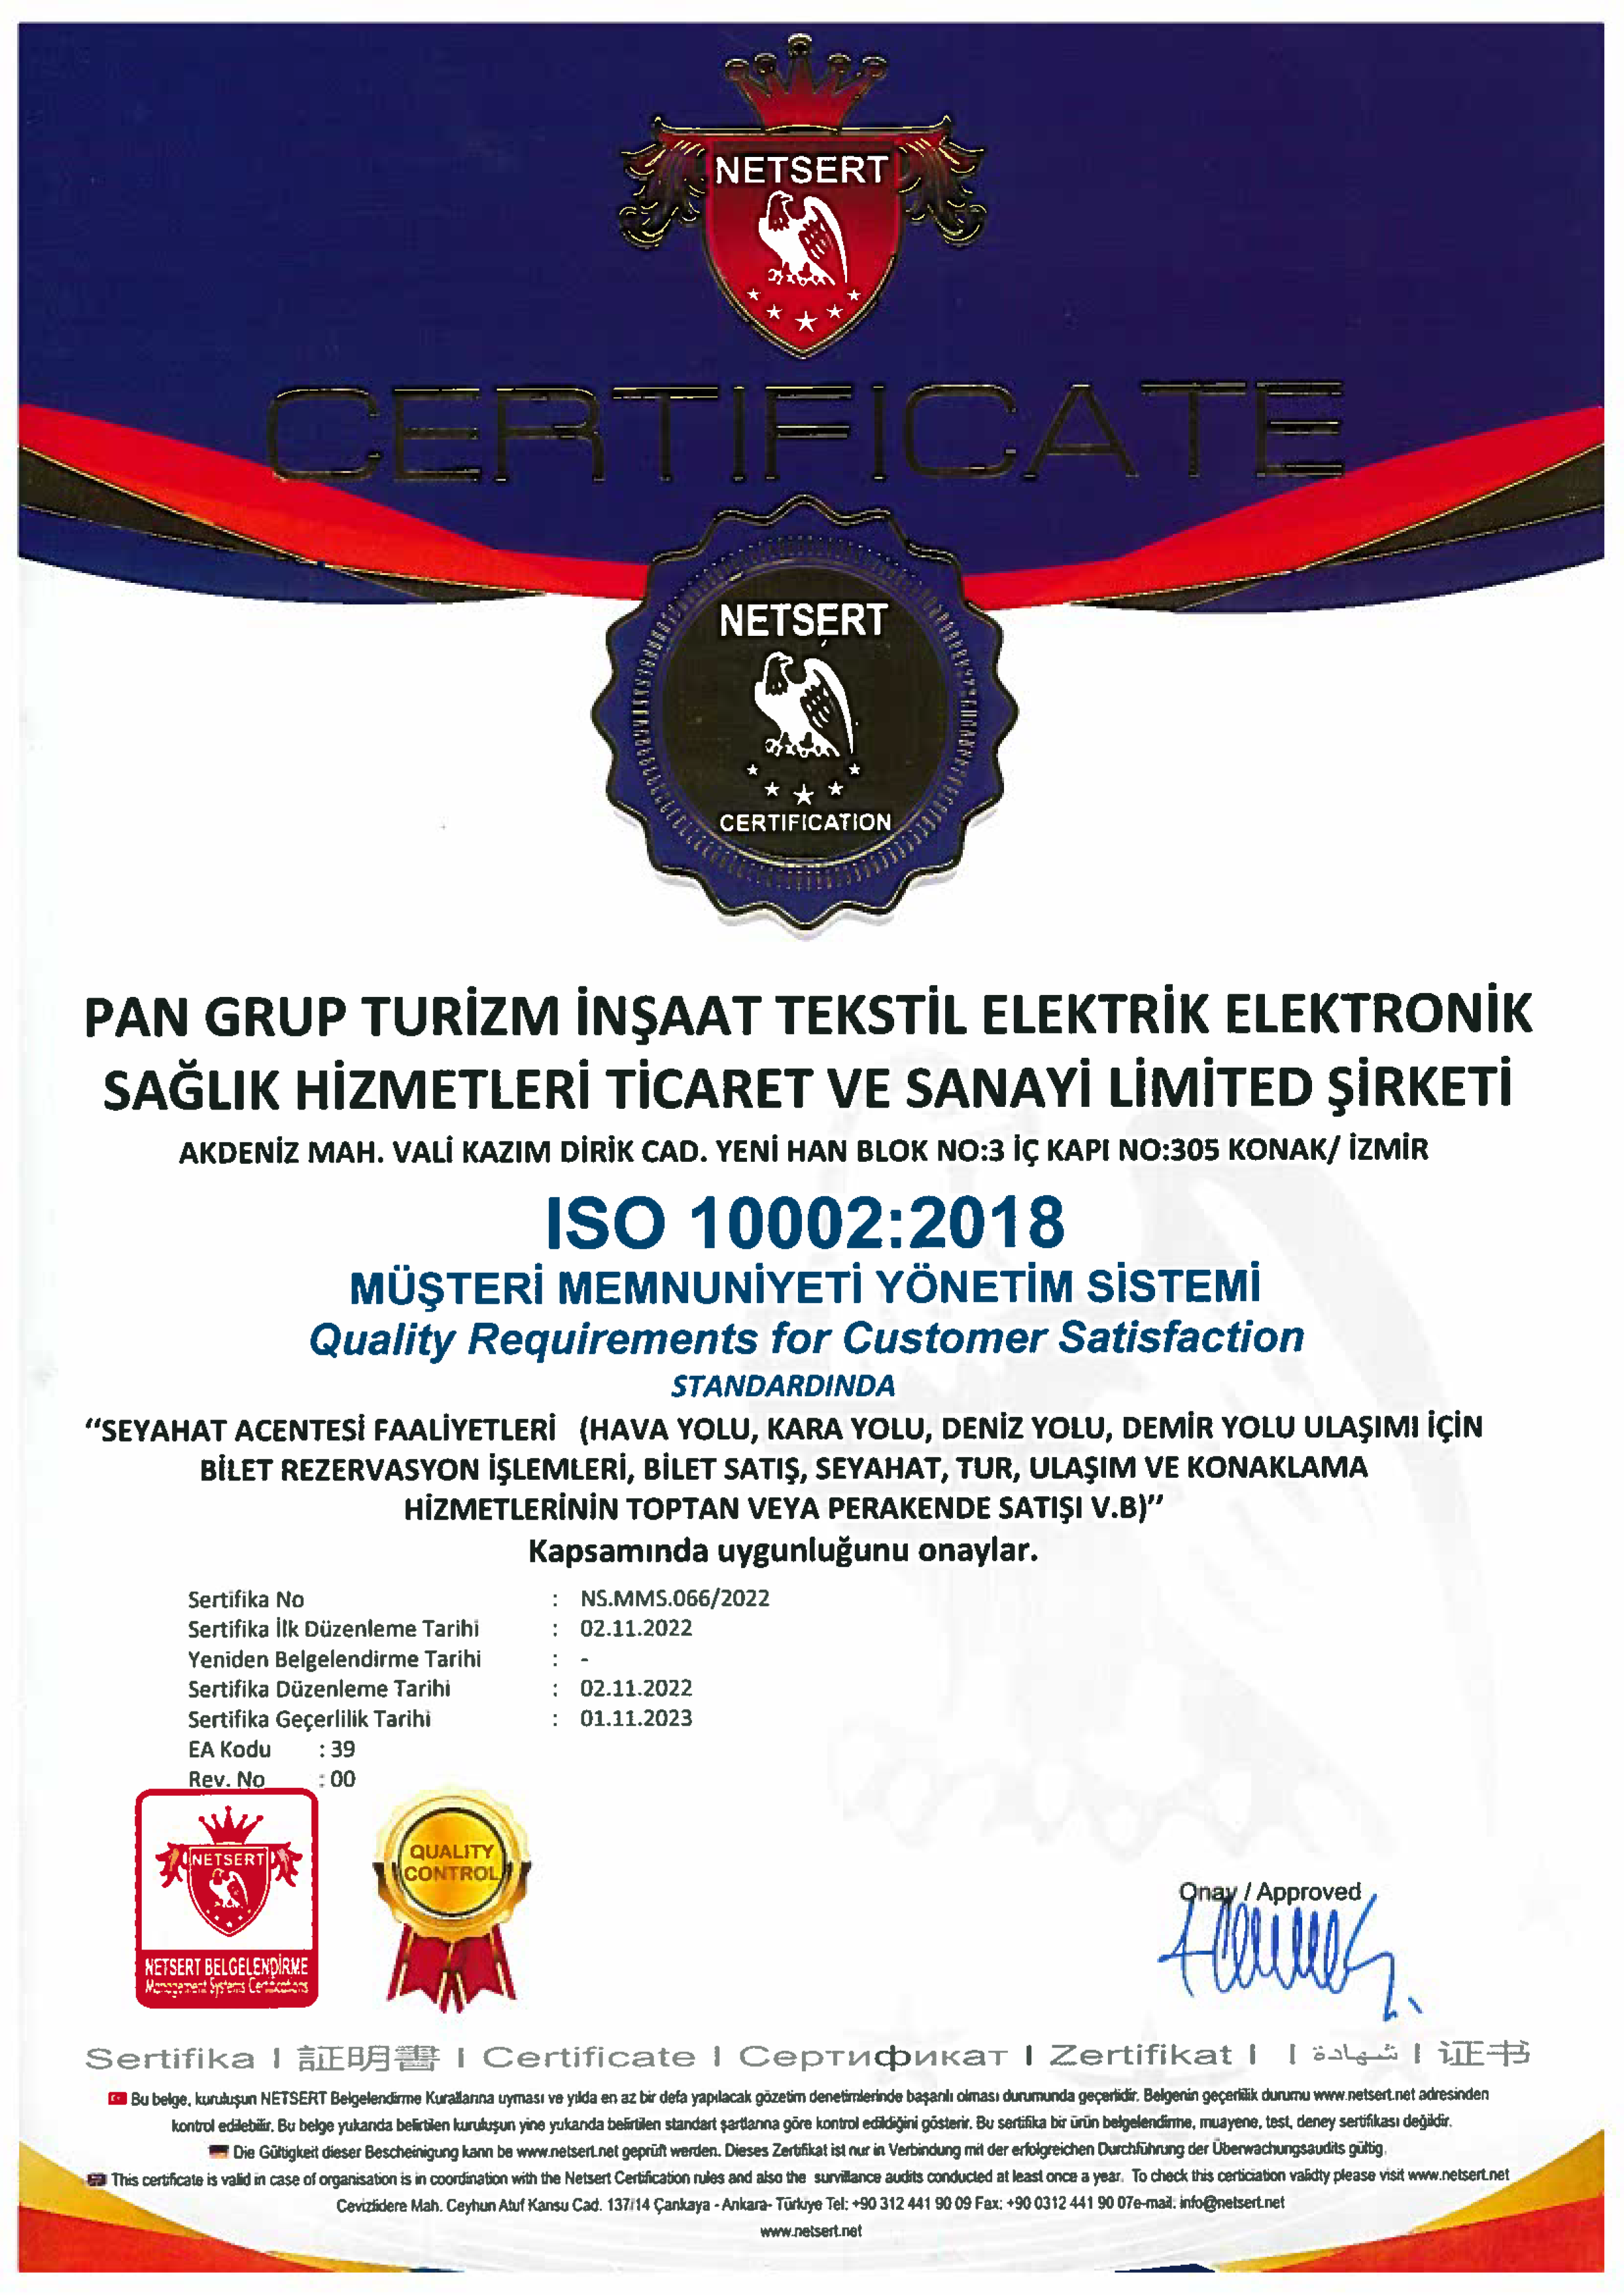 NETSERT
CERTIFICATE
NETSERT
CERTIFICATION
PAN GRUP TURİZM İNŞAAT TEKSTİL ELEKTRİK ELEKTRONİK
SAĞLIK HİZMETLERİ TİCARET VE SANAYİ LİMİTED ŞİRKETİ
AKDENİZ MAH. VALİ KAZIM DİRİK CAD. YENİ HAN BLOK NO:3 İÇ KAPI NO:305 KONAK/ İZMİR
ISO 10002:2018
MÜŞTERİ MEMNUNİYETİ YÖNETİM SİSTEMİ
Quality Requirements for Customer Satisfaction
STANDARDINDA
‘‘SEYAHAT ACENTESİ FAALİYETLERİ (HAVA YOLU, KARA YOLU, DENİZ YOLU, DEMİR YOLU ULAŞIMI İÇİN
BİLET REZERVASYON İŞLEMLERİ, BİLET SATIŞ, SEYAHAT, TUR, ULAŞIM VE KONAKLAMA
HİZMETLERİNİN TOPTAN VEYA PERAKENDE SATIŞI V.B)’’
Kapsamında uygunluğunu onaylar.
Sertifika No : NS.MMS.066/2022
Sertifika İlk Düzenleme Tarihi : 02.11.2022
Yeniden Belgelendirme Tarihi : -
Sertifika Düzenleme Tarihi : 02.11.2022
Sertifika Geçerlilik Tarihi : 01.11.2023
EA Kodu : 39
Rev. No : 00
NETSERT
NETSERT BELGELENDİRME
Management Systems Certifications
QUALITY
CONTROL
Onay / Approved
Sertifika I 証明書 I Certificate I Сертификат I Zertifikat I I شهادة I 证书
Bu belge, kuruluşun NETSERT Belgelendirme Kurallarına uyması ve yılda en az bir defa yapılacak gözetim denetimlerinde başarılı olması durumunda geçerlidir. Belgenin geçerlilik durumu www.netsert.net adresinden
kontrol edilebilir. Bu belge yukarıda belirtilen kuruluşun yine yukarıda belirtilen standart şartlarına göre kontrol edildiğini gösterir. Bu sertifika bir ürün belgelendirme, muayene, test, deney sertifikası değildir.
Die Gültigkeit dieser Bescheinigung kann be www.netsert.net geprüft werden. Dieses Zertifikat ist nur in Verbindung mit der erfolgreichen Durchführung der Überwachungsaudits gültig.
This certificate is valid in case of organisation is in coordination with the Netsert Certification rules and also the survillance audits conducted at least once a year. To check this certiciation validty please visit www.netsert.net
Cevizlidere Mah. Ceyhun Atuf Kansu Cad. 137/14 Çankaya - Ankara- Türkiye Tel: +90 312 441 90 09 Fax: +90 0312 441 90 07e-mail: info@netsert.net
www.netsert.net